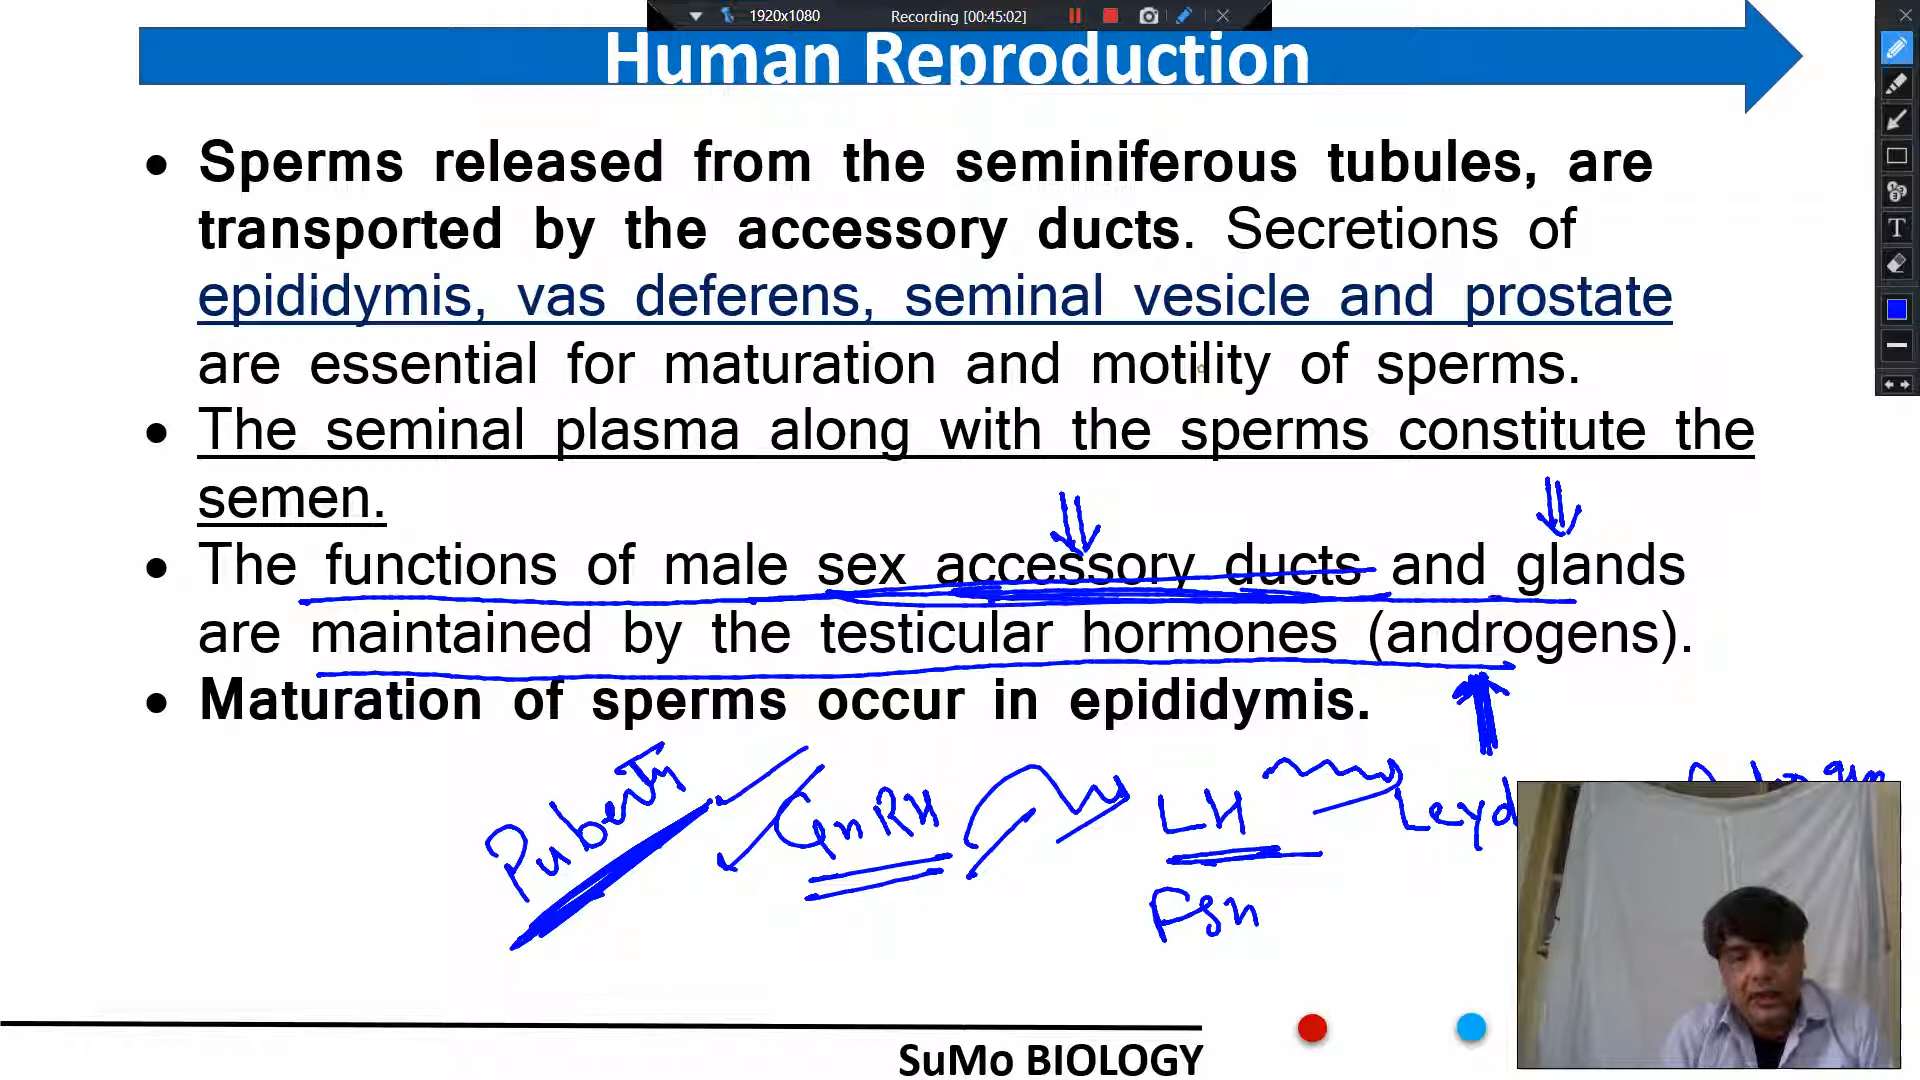 1920x1080 Recording [00:45:02]
Human Reproduction
• Sperms released from the seminiferous tubules, are
transported by the accessory ducts. Secretions of
epididymis, vas deferens, seminal vesicle and prostate
are essential for maturation and motility of sperms.
• The seminal plasma along with the sperms constitute the
semen.
• The functions of male sex accessory ducts and glands
are maintained by the testicular hormones (androgens).
• Maturation of sperms occur in epididymis.
Puberty GnRH LH Leyd
FSH
SuMo BIOLOGY